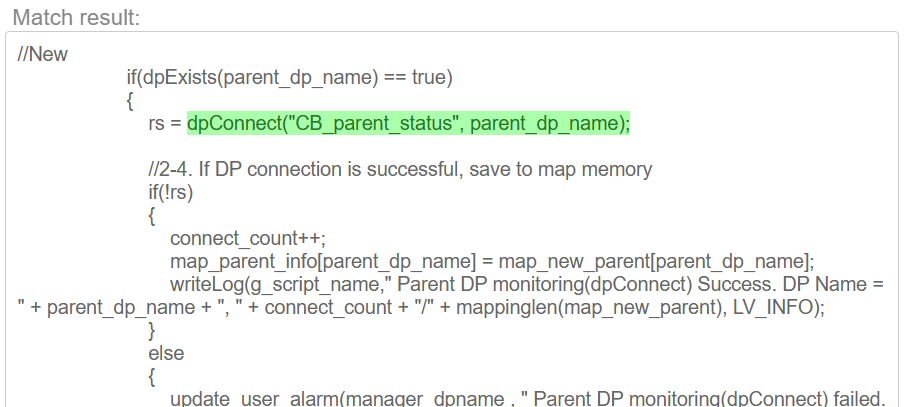 Match result:
//New
if(dpExists(parent_dp_name) == true)
{
rs = dpConnect("CB_parent_status", parent_dp_name);
//2-4. If DP connection is successful, save to map memory
if(!rs)
{
connect_count++;
map_parent_info[parent_dp_name] = map_new_parent[parent_dp_name];
writeLog(g_script_name," Parent DP monitoring(dpConnect) Success. DP Name =
" + parent_dp_name + ", " + connect_count + "/" + mappinglen(map_new_parent), LV_INFO);
}
else
{
update_user_alarm(manager_dpname , " Parent DP monitoring(dpConnect) failed.